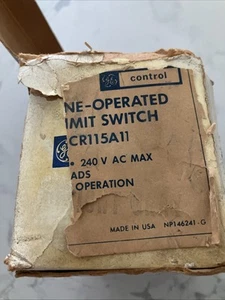 control
NE-OPERATED
IMIT SWITCH
CR115A11
• 240 V AC MAX
ADS
OPERATION
MADE IN USA NP146241-G